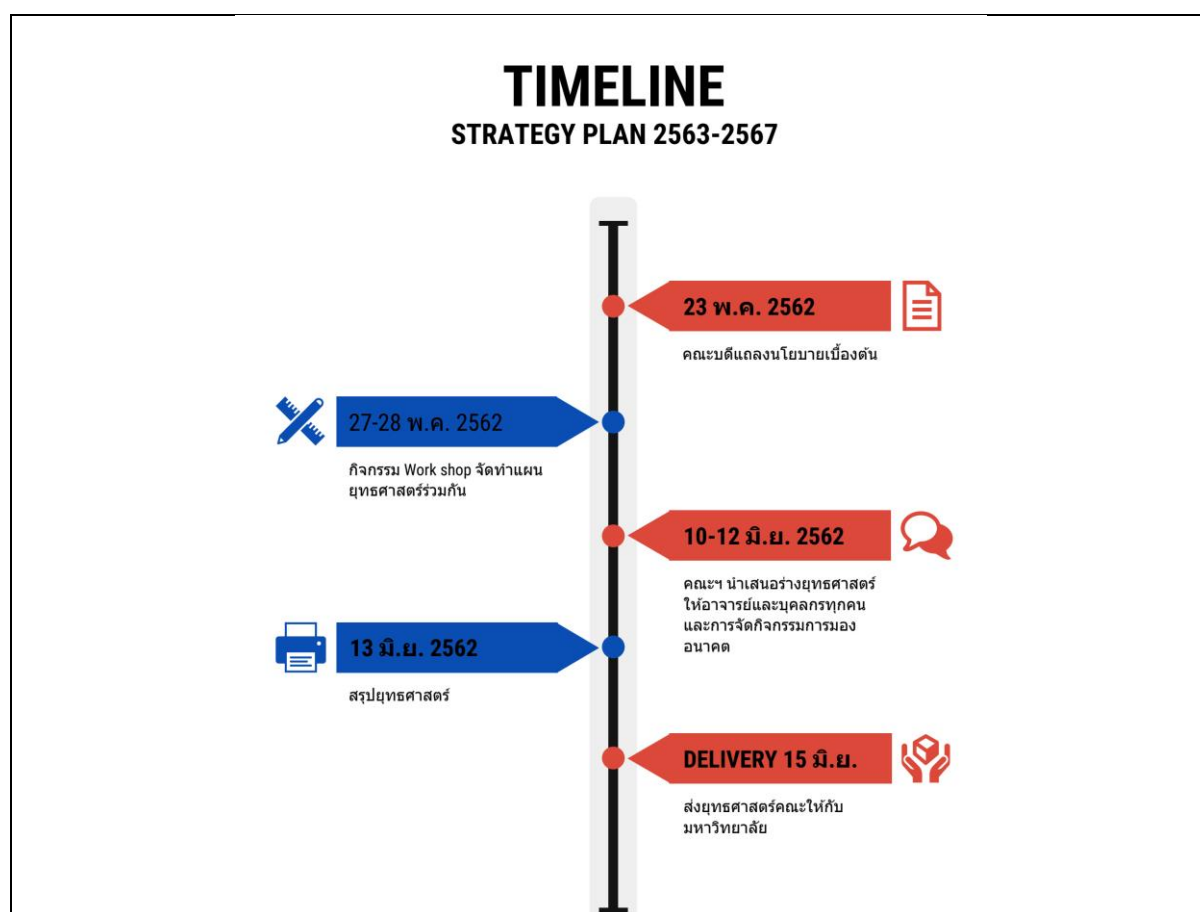 TIMELINE
STRATEGY PLAN 2563-2567
23 พ.ค. 2562
คณะบดีแถลงนโยบายเบื้องต้น
27-28 พ.ค. 2562
กิจกรรม Work shop จัดทำแผน
ยุทธศาสตร์ร่วมกัน
10-12 มิ.ย. 2562
คณะฯ นำเสนอร่างยุทธศาสตร์
ให้อาจารย์และบุคลกรทุกคน
และการจัดกิจกรรมการมอง
อนาคต
13 มิ.ย. 2562
สรุปยุทธศาสตร์
DELIVERY 15 มิ.ย.
ส่งยุทธศาสตร์คณะให้กับ
มหาวิทยาลัย